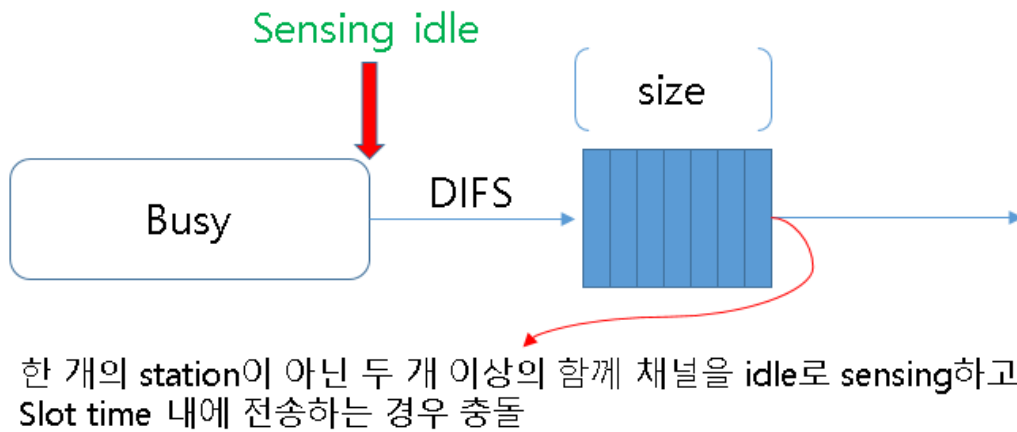 Sensing idle
size
Busy
DIFS
한 개의 station이 아닌 두 개 이상의 함께 채널을 idle로 sensing하고
Slot time 내에 전송하는 경우 충돌